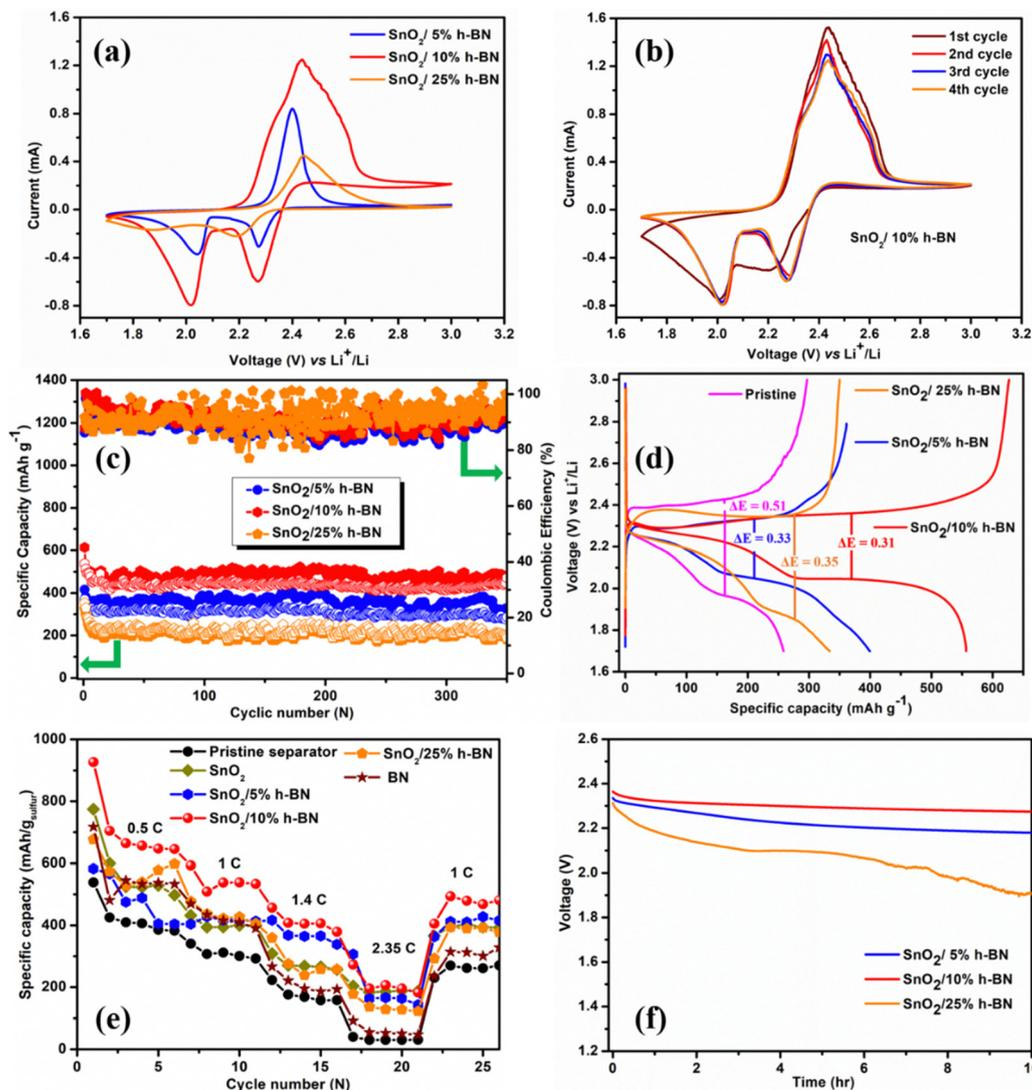 (a)
SnO2/ 5% h-BN
SnO2/ 10% h-BN
SnO2/ 25% h-BN
1.6
1.2
0.8
0.4
0.0
-0.4
-0.8
Current (mA)
1.6 1.8 2.0 2.2 2.4 2.6 2.8 3.0 3.2
Voltage (V) vs Li+/Li
(b)
1st cycle
2nd cycle
3rd cycle
4th cycle
SnO2/ 10% h-BN
1.6
1.2
0.8
0.4
0.0
-0.4
-0.8
Current (mA)
1.6 1.8 2.0 2.2 2.4 2.6 2.8 3.0 3.2
Voltage (V) vs Li+/Li
(c)
SnO2/5% h-BN
SnO2/10% h-BN
SnO2/25% h-BN
1400
1200
1000
800
600
400
200
0
Specific Capacity (mAh g-1)
100
80
60
40
20
0
Coulombic Efficiency (%)
0 100 200 300
Cyclic number (N)
(d)
Pristine
SnO2/ 25% h-BN
SnO2/5% h-BN
SnO2/10% h-BN
ΔE = 0.51
ΔE = 0.33
ΔE = 0.35
ΔE = 0.31
3.0
2.8
2.6
2.4
2.2
2.0
1.8
1.6
Voltage (V) vs Li+/Li
0 100 200 300 400 500 600
Specific capacity (mAh g-1)
(e)
Pristine separator
SnO2
SnO2/5% h-BN
SnO2/10% h-BN
SnO2/25% h-BN
BN
0.5 C
1 C
1.4 C
2.35 C
1 C
1000
800
600
400
200
0
Specific capacity (mAh/gsulfur)
0 5 10 15 20 25
Cycle number (N)
(f)
SnO2/ 5% h-BN
SnO2/10% h-BN
SnO2/25% h-BN
2.6
2.4
2.2
2.0
1.8
1.6
1.4
1.2
Voltage (V)
0 2 4 6 8 10
Time (hr)